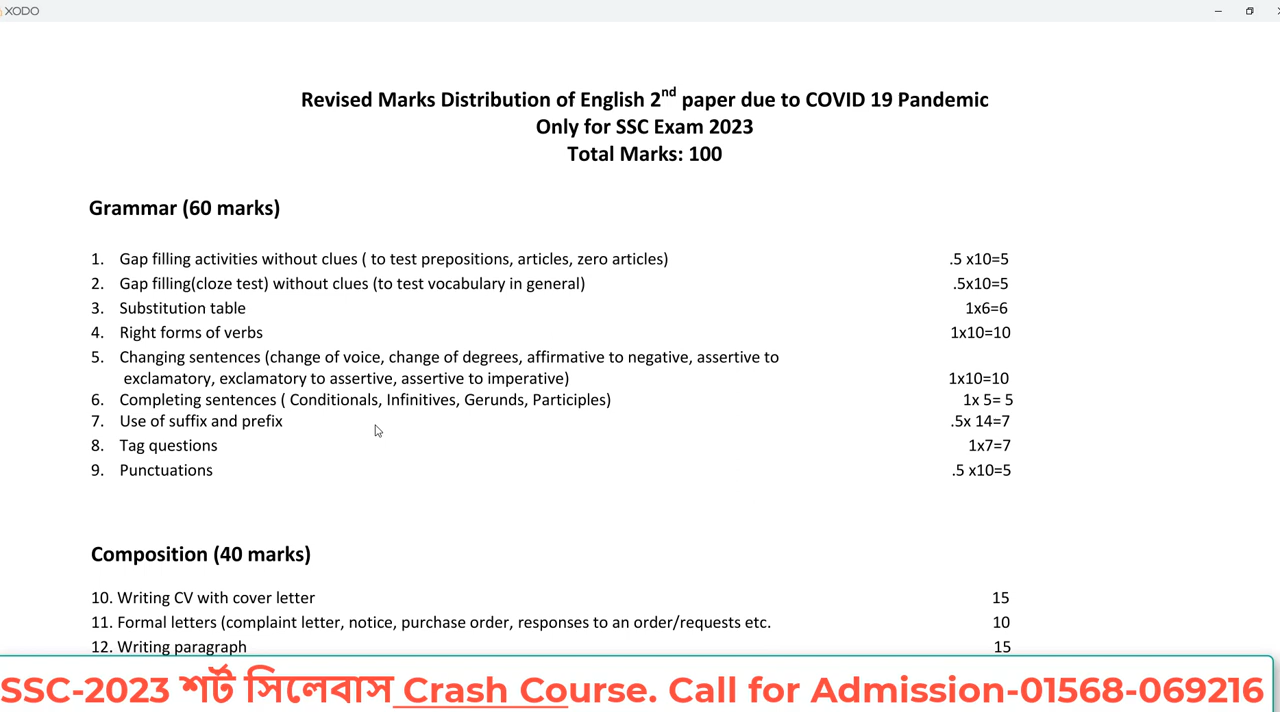 XODO
Revised Marks Distribution of English 2nd paper due to COVID 19 Pandemic
Only for SSC Exam 2023
Total Marks: 100
Grammar (60 marks)
1. Gap filling activities without clues ( to test prepositions, articles, zero articles) .5 x10=5
2. Gap filling(cloze test) without clues (to test vocabulary in general) .5x10=5
3. Substitution table 1x6=6
4. Right forms of verbs 1x10=10
5. Changing sentences (change of voice, change of degrees, affirmative to negative, assertive to
exclamatory, exclamatory to assertive, assertive to imperative) 1x10=10
6. Completing sentences ( Conditionals, Infinitives, Gerunds, Participles) 1x 5= 5
7. Use of suffix and prefix .5x 14=7
8. Tag questions 1x7=7
9. Punctuations .5 x10=5
Composition (40 marks)
10. Writing CV with cover letter 15
11. Formal letters (complaint letter, notice, purchase order, responses to an order/requests etc. 10
12. Writing paragraph 15
SSC-2023 শর্ট সিলেবাস Crash Course. Call for Admission-01568-069216